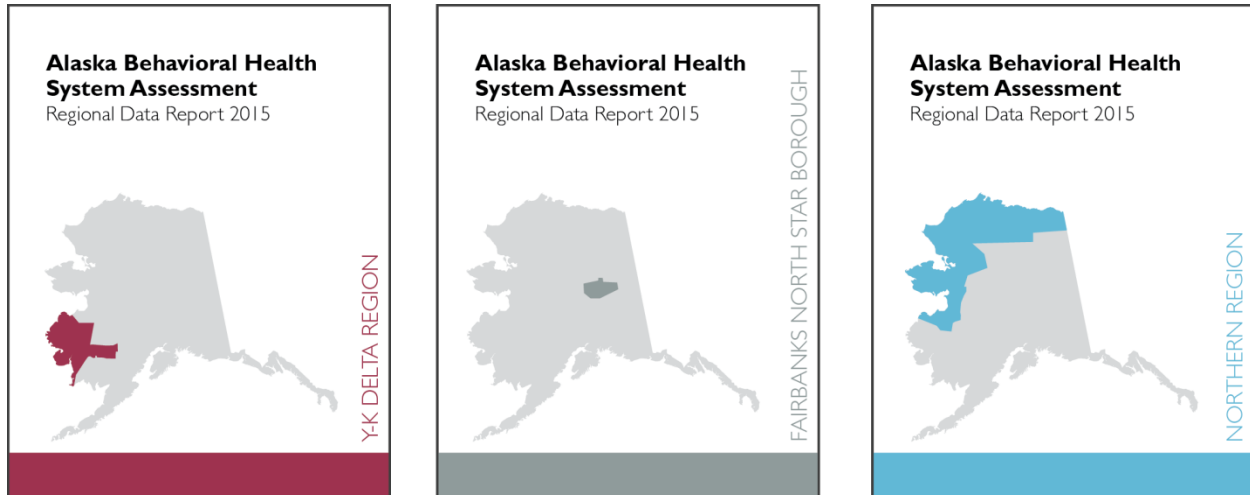 Alaska Behavioral Health
System Assessment
Regional Data Report 2015
Y-K DELTA REGION
Alaska Behavioral Health
System Assessment
Regional Data Report 2015
FAIRBANKS NORTH STAR BOROUGH
Alaska Behavioral Health
System Assessment
Regional Data Report 2015
NORTHERN REGION